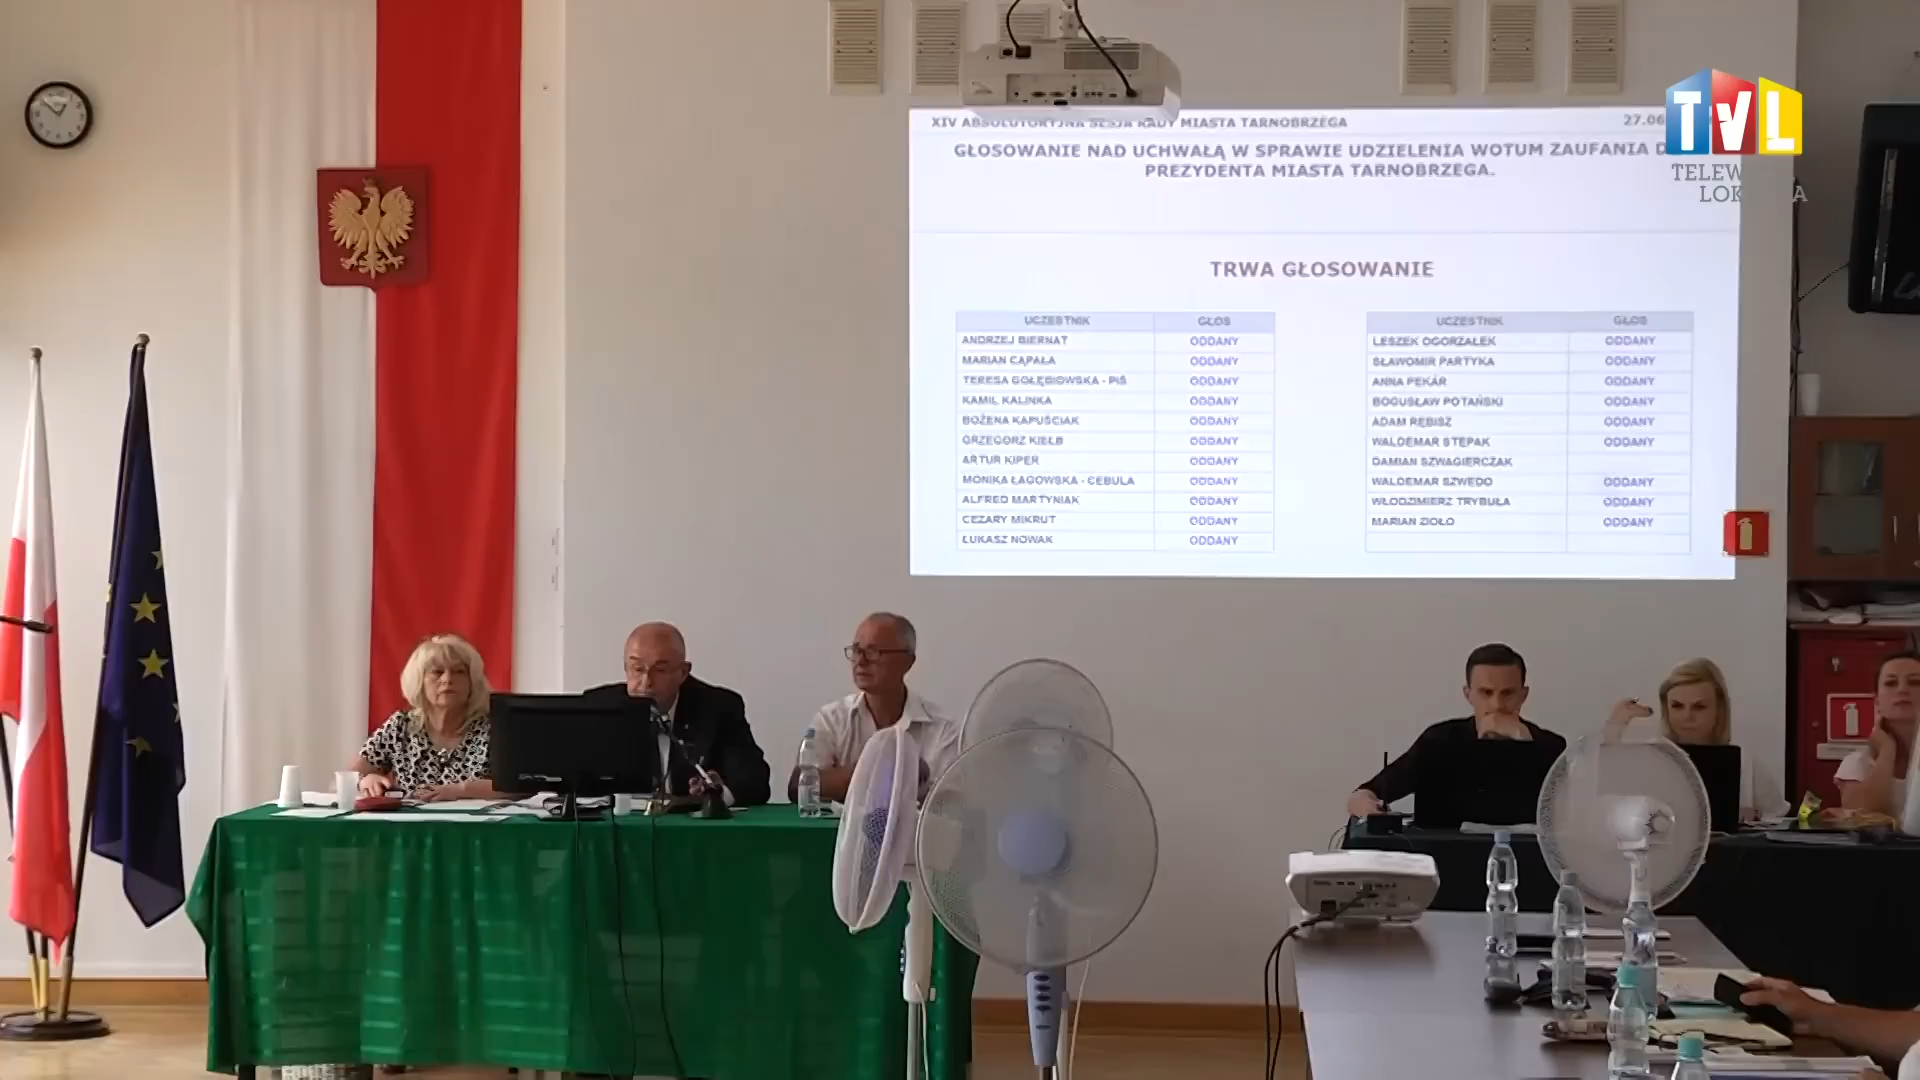 XIV ABSOLUTORYJNA SESJA RADY MIASTA TARNOBRZEGA 27.06
GŁOSOWANIE NAD UCHWAŁĄ W SPRAWIE UDZIELENIA WOTUM ZAUFANIA D
PREZYDENTA MIASTA TARNOBRZEGA.
TRWA GŁOSOWANIE
UCZESTNIK GŁOS
ANDRZEJ BIERNAT ODDANY
MARIAN CĄPAŁA ODDANY
TERESA GOŁĘBIOWSKA - PIŚ ODDANY
KAMIL KALINKA ODDANY
BOŻENA KAPUŚCIAK ODDANY
GRZEGORZ KIEŁB ODDANY
ARTUR KIPER ODDANY
MONIKA ŁAGOWSKA - CEBULA ODDANY
ALFRED MARTYNIAK ODDANY
CEZARY MIKRUT ODDANY
ŁUKASZ NOWAK ODDANY
UCZESTNIK GŁOS
LESZEK OGORZAŁEK ODDANY
SŁAWOMIR PARTYKA ODDANY
ANNA PEKÁR ODDANY
BOGUSŁAW POTAŃSKI ODDANY
ADAM RĘBISZ ODDANY
WALDEMAR STĘPAK ODDANY
DAMIAN SZWAGIERCZAK
WALDEMAR SZWEDO ODDANY
WŁODZIMIERZ TRYBUŁA ODDANY
MARIAN ZIOŁO ODDANY
TVL